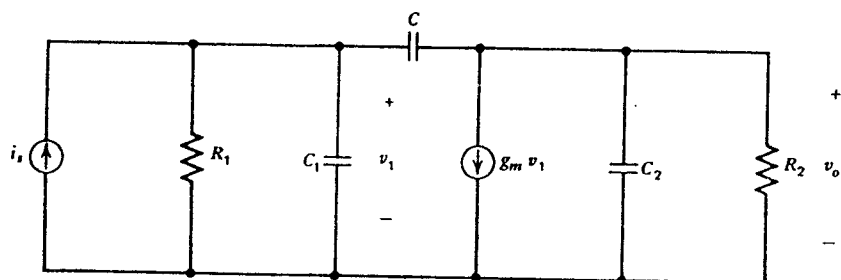 C
+
i_s
R_1
C_1
v_1
g_m v_1
C_2
R_2
v_o
+
−
−